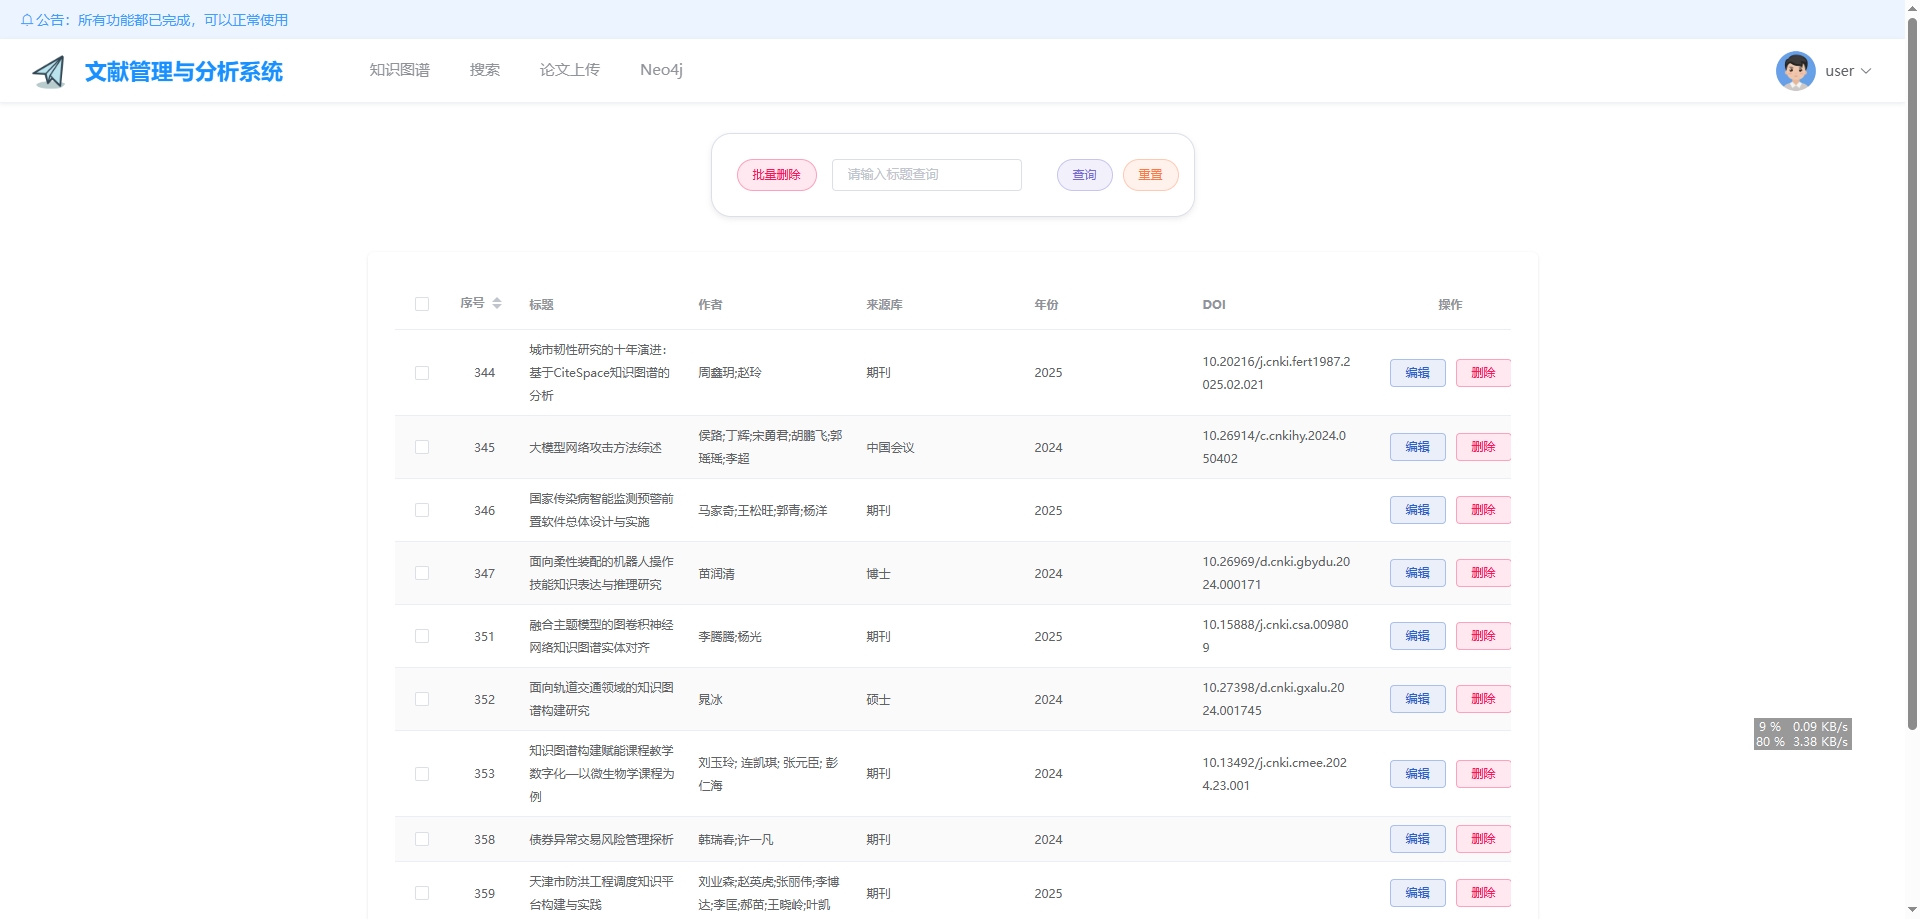 公告：所有功能都已完成，可以正常使用
文献管理与分析系统
知识图谱 搜索 论文上传 Neo4j
user
批量删除 请输入标题查询 查询 重置
序号 标题 作者 来源库 年份 DOI 操作
城市韧性研究的十年演进：
基于CiteSpace知识图谱的
分析
344 周鑫玥;赵玲 期刊 2025
10.20216/j.cnki.fert1987.2
025.02.021
编辑 删除
345 大模型网络攻击方法综述
侯路;丁辉;宋勇君;胡鹏飞;郭
瑶瑶;李超
中国会议 2024
10.26914/c.cnkihy.2024.0
50402
编辑 删除
346
国家传染病智能监测预警前
置软件总体设计与实施
马家奇;王松旺;郭青;杨洋 期刊 2025
编辑 删除
347
面向柔性装配的机器人操作
技能知识表达与推理研究
苗润清 博士 2024
10.26969/d.cnki.gbydu.20
24.000171
编辑 删除
351
融合主题模型的图卷积神经
网络知识图谱实体对齐
李腾腾;杨光 期刊 2025
10.15888/j.cnki.csa.00980
9
编辑 删除
352
面向轨道交通领域的知识图
谱构建研究
晁冰 硕士 2024
10.27398/d.cnki.gxalu.20
24.001745
编辑 删除
353
知识图谱构建赋能课程教学
数字化—以微生物学课程为
例
刘玉玲; 连凯琪; 张元臣; 彭
仁海
期刊 2024
10.13492/j.cnki.cmee.202
4.23.001
编辑 删除
358 债券异常交易风险管理探析 韩瑞春;许一凡 期刊 2024
编辑 删除
359
天津市防洪工程调度知识平
台构建与实践
刘业森;赵英虎;张丽伟;李博
达;李匡;郝苗;王晓岭;叶凯
期刊 2025
编辑 删除
9 % 0.09 KB/s
80 % 3.38 KB/s